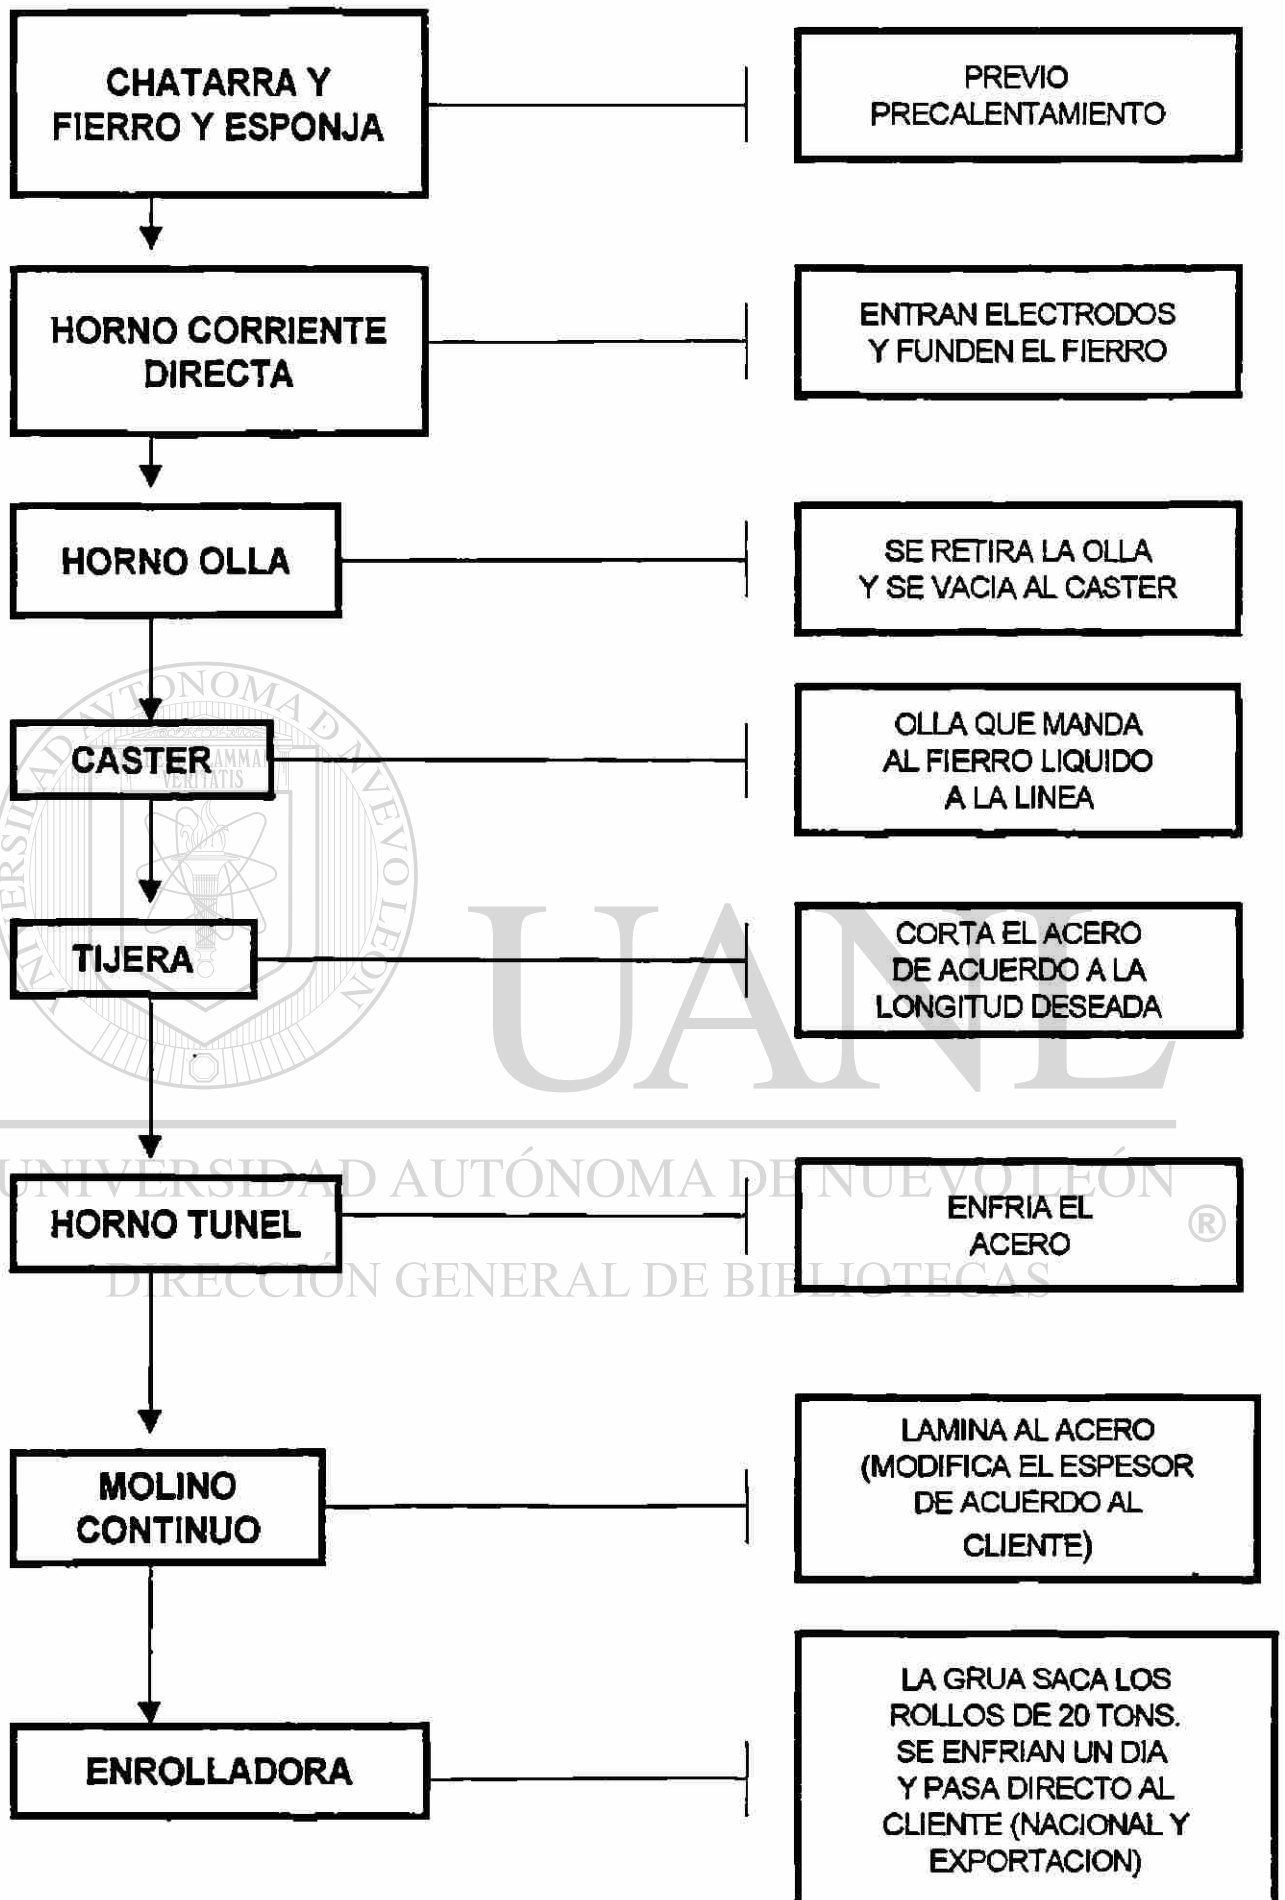 CHATARRA Y
FIERRO Y ESPONJA
PREVIO
PRECALENTAMIENTO
HORNO CORRIENTE
DIRECTA
ENTRAN ELECTRODOS
Y FUNDEN EL FIERRO
HORNO OLLA
SE RETIRA LA OLLA
Y SE VACIA AL CASTER
CASTER
OLLA QUE MANDA
AL FIERRO LIQUIDO
A LA LINEA
TIJERA
CORTA EL ACERO
DE ACUERDO A LA
LONGITUD DESEADA
UANL
UNIVERSIDAD AUTÓNOMA DE NUEVO LEÓN
®
HORNO TUNEL
ENFRIA EL
ACERO
DIRECCIÓN GENERAL DE BIBLIOTECAS
MOLINO
CONTINUO
LAMINA AL ACERO
(MODIFICA EL ESPESOR
DE ACUERDO AL
CLIENTE)
ENROLLADORA
LA GRUA SACA LOS
ROLLOS DE 20 TONS.
SE ENFRIAN UN DIA
Y PASA DIRECTO AL
CLIENTE (NACIONAL Y
EXPORTACION)